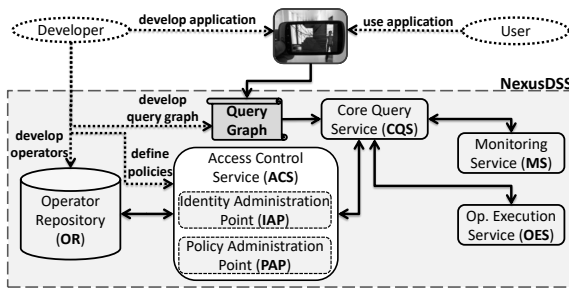 Developer
develop application
use application
User
NexusDSS
develop
query graph
Query
Graph
Core Query
Service (CQS)
Monitoring
Service (MS)
develop
operators
define
policies
Access Control
Service (ACS)
Identity Administration
Point (IAP)
Policy Administration
Point (PAP)
Operator
Repository
(OR)
Op. Execution
Service (OES)